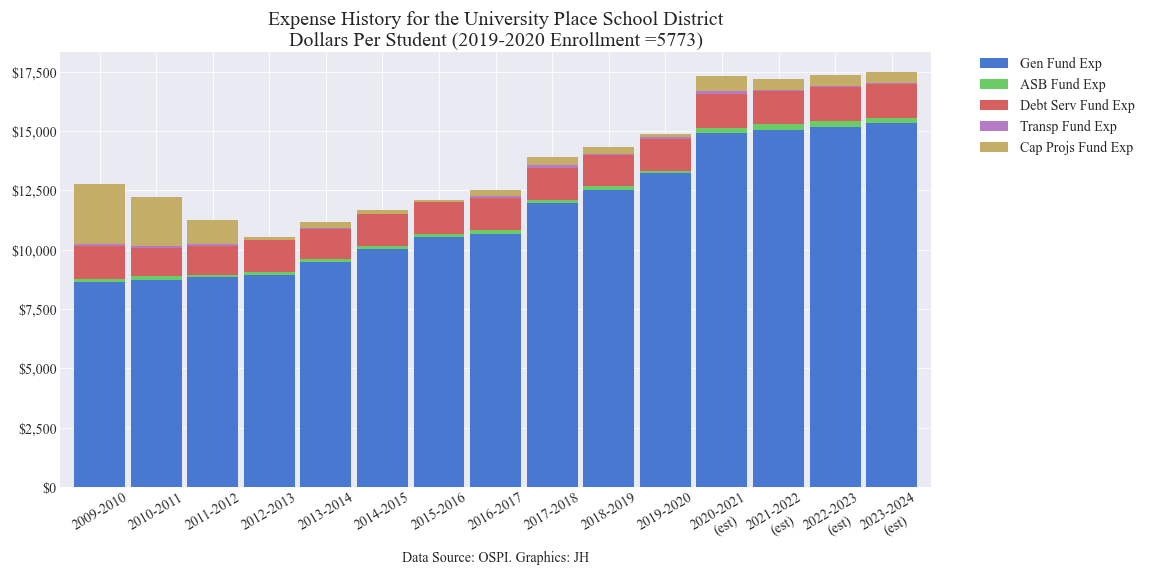 Expense History for the University Place School District
Dollars Per Student (2019-2020 Enrollment =5773)
Gen Fund Exp
ASB Fund Exp
Debt Serv Fund Exp
Transp Fund Exp
Cap Projs Fund Exp
$17,500
$15,000
$12,500
$10,000
$7,500
$5,000
$2,500
$0
2009-2010
2010-2011
2011-2012
2012-2013
2013-2014
2014-2015
2015-2016
2016-2017
2017-2018
2018-2019
2019-2020
2020-2021
(est)
2021-2022
(est)
2022-2023
(est)
2023-2024
(est)
Data Source: OSPI. Graphics: JH